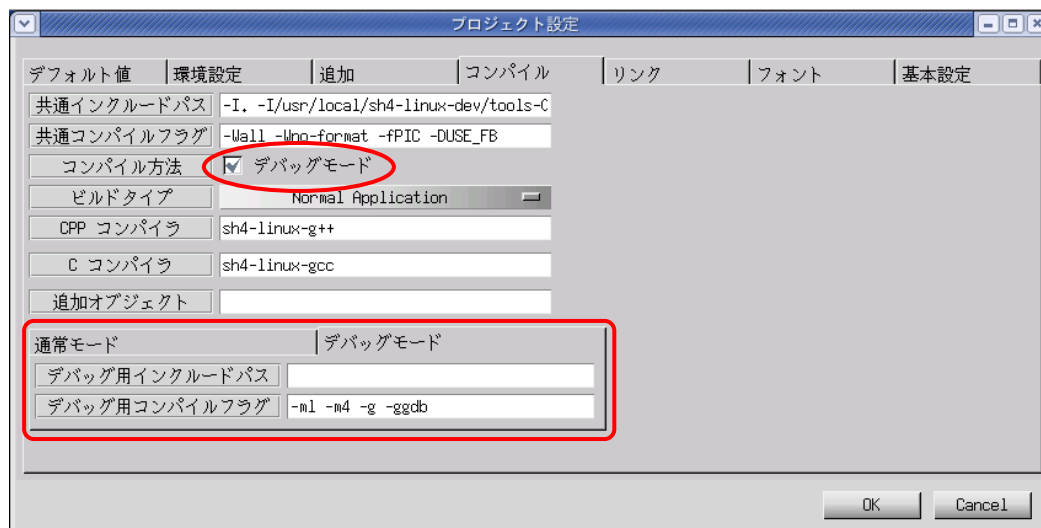 プロジェクト設定
デフォルト値 環境設定 追加 コンパイル リンク フォント 基本設定
共通インクルードパス -I. -I/usr/local/sh4-linux-dev/tools-C
共通コンパイルフラグ -Wall -Wno-format -fPIC -DUSE_FB
コンパイル方法 デバッグモード
ビルドタイプ Normal Application
CPP コンパイラ sh4-linux-g++
C コンパイラ sh4-linux-gcc
追加オブジェクト
通常モード デバッグモード
デバッグ用インクルードパス
デバッグ用コンパイルフラグ -ml -m4 -g -ggdb
OK Cancel